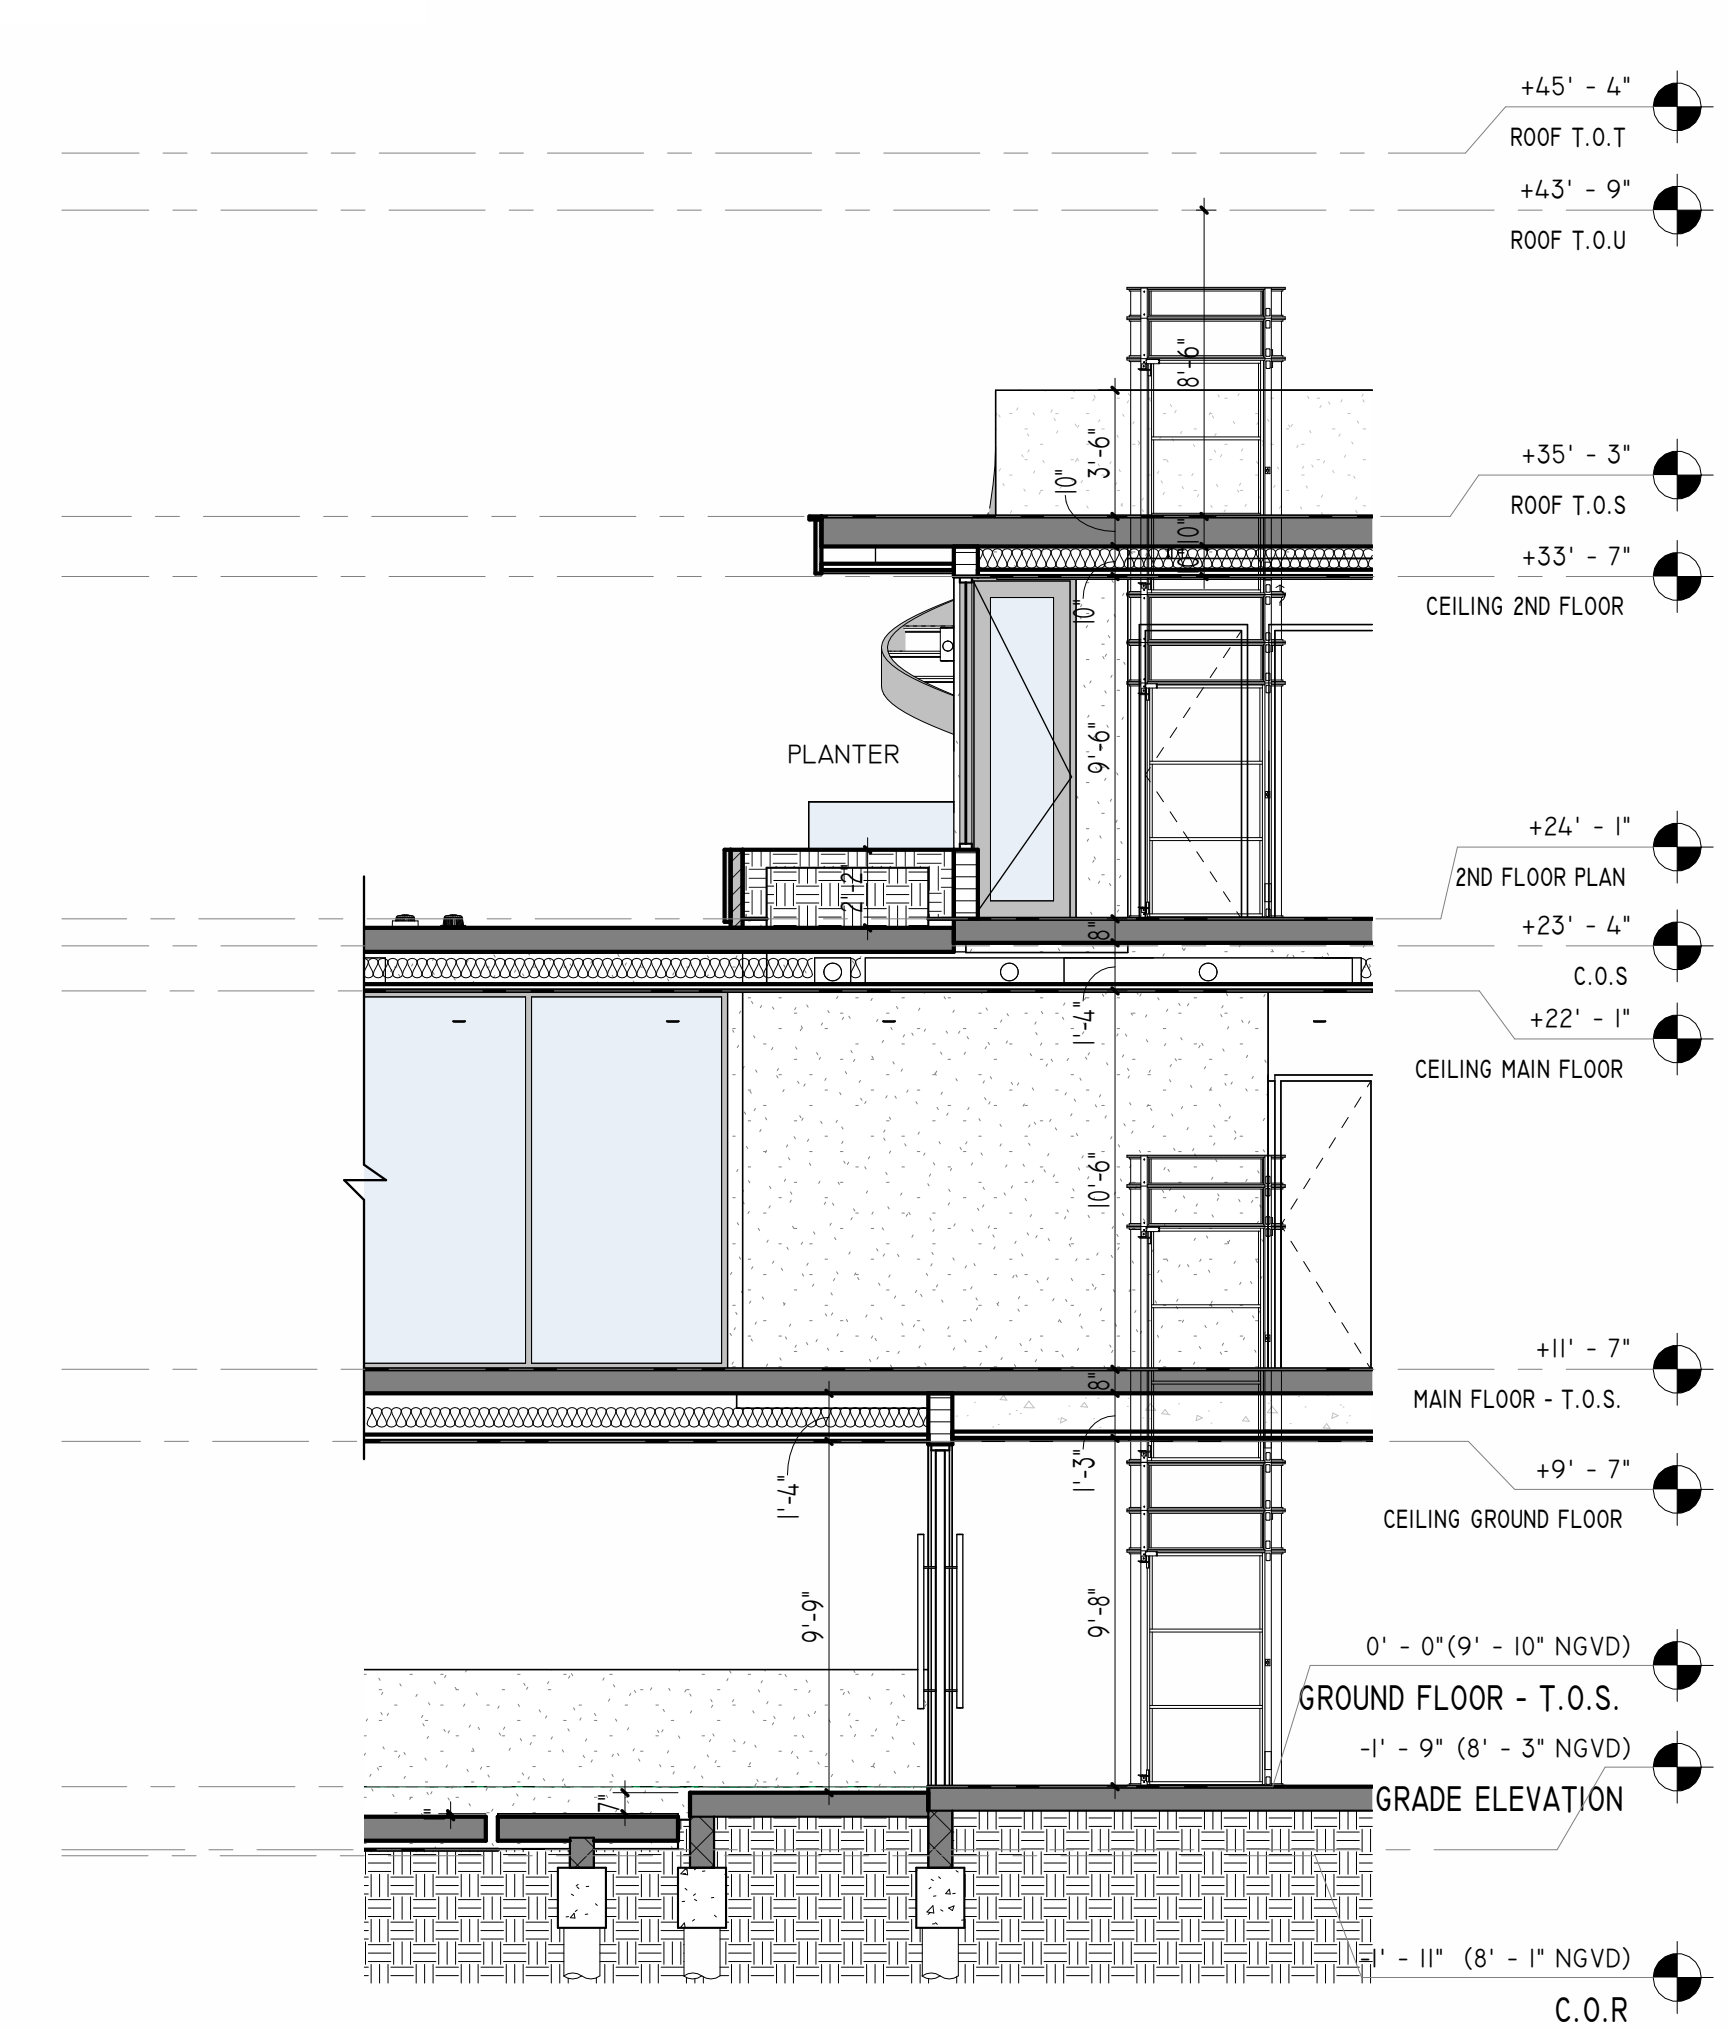 +45' - 4"
ROOF T.O.T
+43' - 9"
ROOF T.O.U
8'-6"
3'-6"
10"
+35' - 3"
ROOF T.O.S
10"
10"
+33' - 7"
CEILING 2ND FLOOR
10"
9'-6"
PLANTER
+24' - 1"
2ND FLOOR PLAN
2'-2"
8"
+23' - 4"
C.O.S
1'-4"
+22' - 1"
CEILING MAIN FLOOR
10'-6"
+11' - 7"
MAIN FLOOR - T.O.S.
8"
1'-4"
1'-3"
+9' - 7"
CEILING GROUND FLOOR
9'-9"
9'-8"
0' - 0"(9' - 10" NGVD)
GROUND FLOOR - T.O.S.
-1' - 9" (8' - 3" NGVD)
GRADE ELEVATION
7"
-1' - 11" (8' - 1" NGVD)
C.O.R